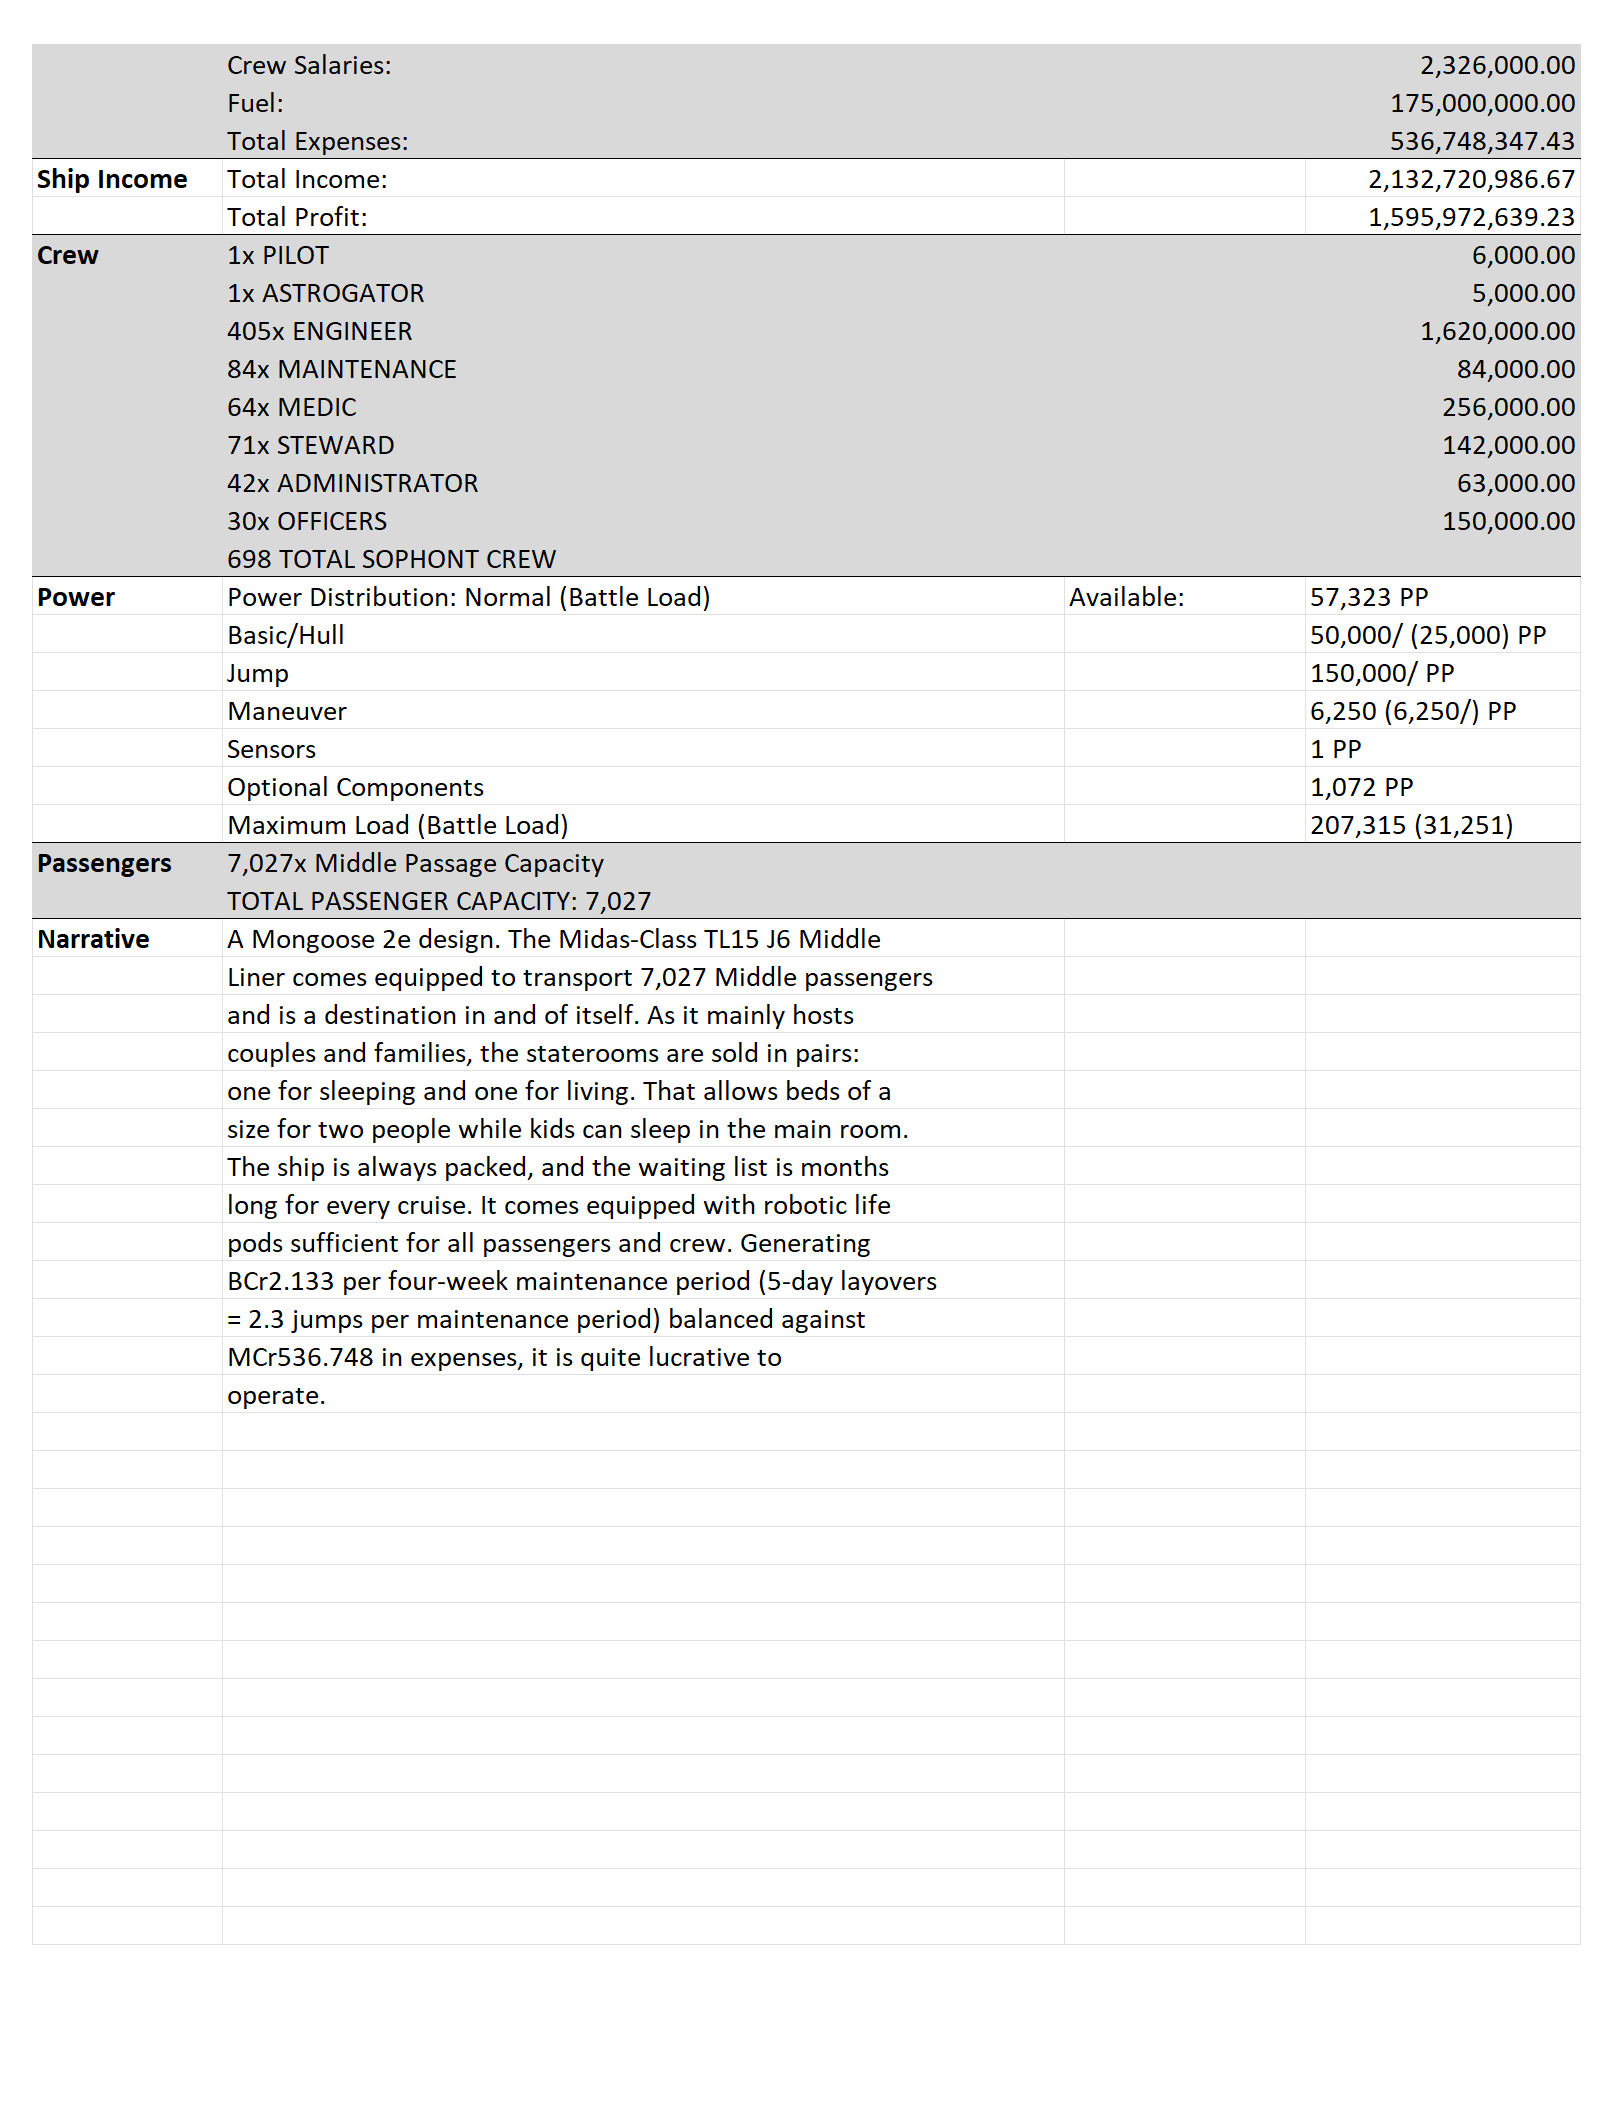 Crew Salaries: 2,326,000.00
Fuel: 175,000,000.00
Total Expenses: 536,748,347.43
Ship Income Total Income: 2,132,720,986.67
Total Profit: 1,595,972,639.23
Crew 1x PILOT 6,000.00
1x ASTROGATOR 5,000.00
405x ENGINEER 1,620,000.00
84x MAINTENANCE 84,000.00
64x MEDIC 256,000.00
71x STEWARD 142,000.00
42x ADMINISTRATOR 63,000.00
30x OFFICERS 150,000.00
698 TOTAL SOPHONT CREW
Power Power Distribution: Normal (Battle Load) Available: 57,323 PP
Basic/Hull 50,000/ (25,000) PP
Jump 150,000/ PP
Maneuver 6,250 (6,250/) PP
Sensors 1 PP
Optional Components 1,072 PP
Maximum Load (Battle Load) 207,315 (31,251)
Passengers 7,027x Middle Passage Capacity
TOTAL PASSENGER CAPACITY: 7,027
Narrative A Mongoose 2e design. The Midas-Class TL15 J6 Middle
Liner comes equipped to transport 7,027 Middle passengers
and is a destination in and of itself. As it mainly hosts
couples and families, the staterooms are sold in pairs:
one for sleeping and one for living. That allows beds of a
size for two people while kids can sleep in the main room.
The ship is always packed, and the waiting list is months
long for every cruise. It comes equipped with robotic life
pods sufficient for all passengers and crew. Generating
BCr2.133 per four-week maintenance period (5-day layovers
= 2.3 jumps per maintenance period) balanced against
MCr536.748 in expenses, it is quite lucrative to
operate.